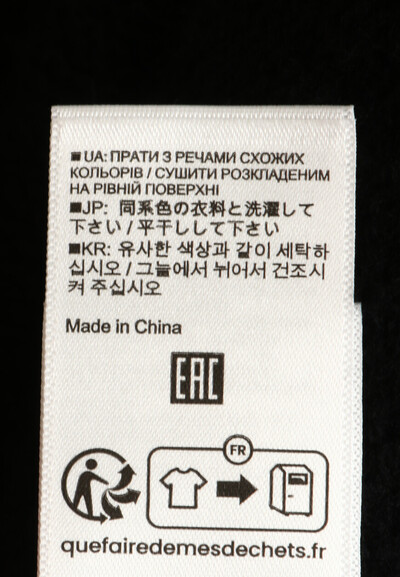 ■UA: ПРАТИ З РЕЧАМИ СХОЖИХ
КОЛЬОРІВ / СУШИТИ РОЗКЛАДЕНИМ
НА РІВНІЙ ПОВЕРХНІ
■JP: 同系色の衣料と洗濯して
下さい / 平干しして下さい
■KR: 유사한 색상과 같이 세탁하
십시오 / 그늘에서 뉘어서 건조시
켜 주십시오
Made in China
EAC
FR
quefairedemesdechets.fr